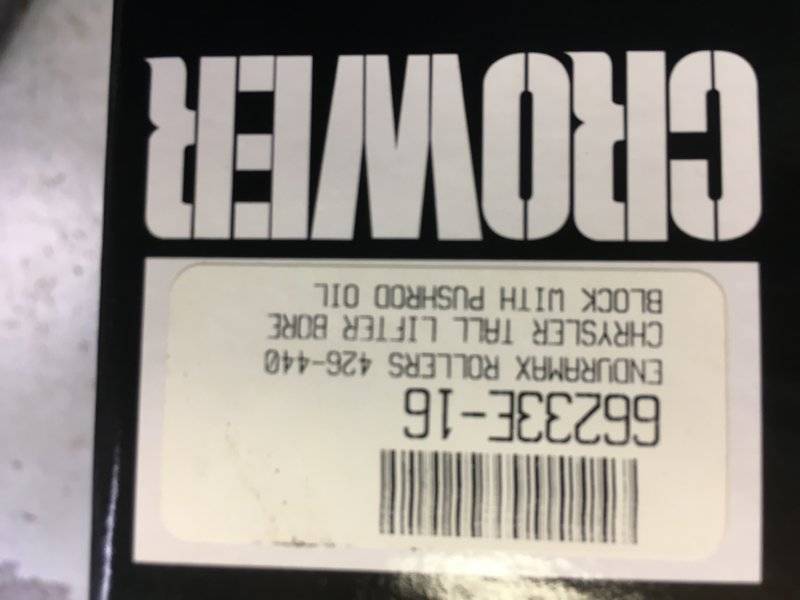 CROWER
66233E-16
ENDURAMAX ROLLERS 426-440
CHRYSLER TALL LIFTER BORE
BLOCK WITH PUSHROD OIL